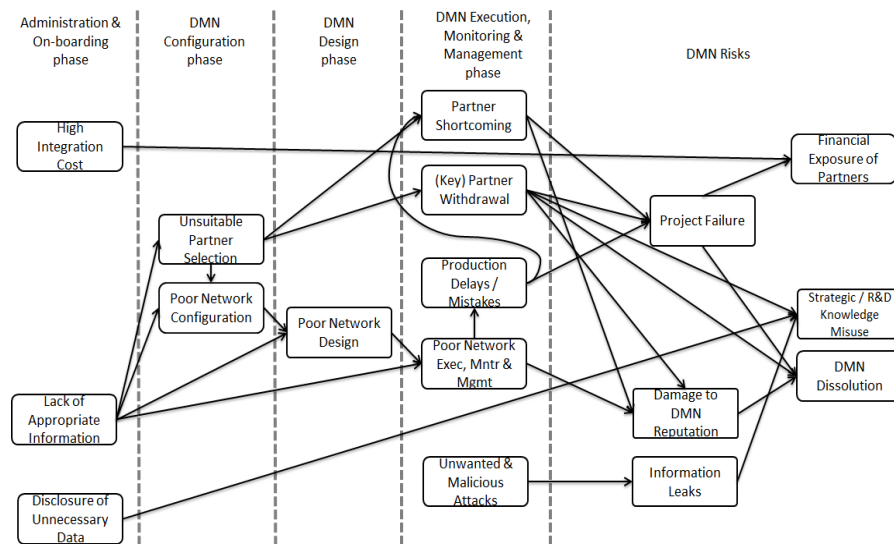 Administration &
On-boarding
phase
DMN
Configuration
phase
DMN
Design
phase
DMN Execution,
Monitoring &
Management
phase
DMN Risks
High
Integration
Cost
Partner
Shortcoming
Financial
Exposure of
Partners
(Key) Partner
Withdrawal
Unsuitable
Partner
Selection
Project Failure
Production
Delays /
Mistakes
Poor Network
Configuration
Strategic / R&D
Knowledge
Misuse
Poor Network
Design
Poor Network
Exec, Mntr &
Mgmt
DMN
Dissolution
Lack of
Appropriate
Information
Damage to
DMN
Reputation
Unwanted &
Malicious
Attacks
Information
Leaks
Disclosure of
Unnecessary
Data